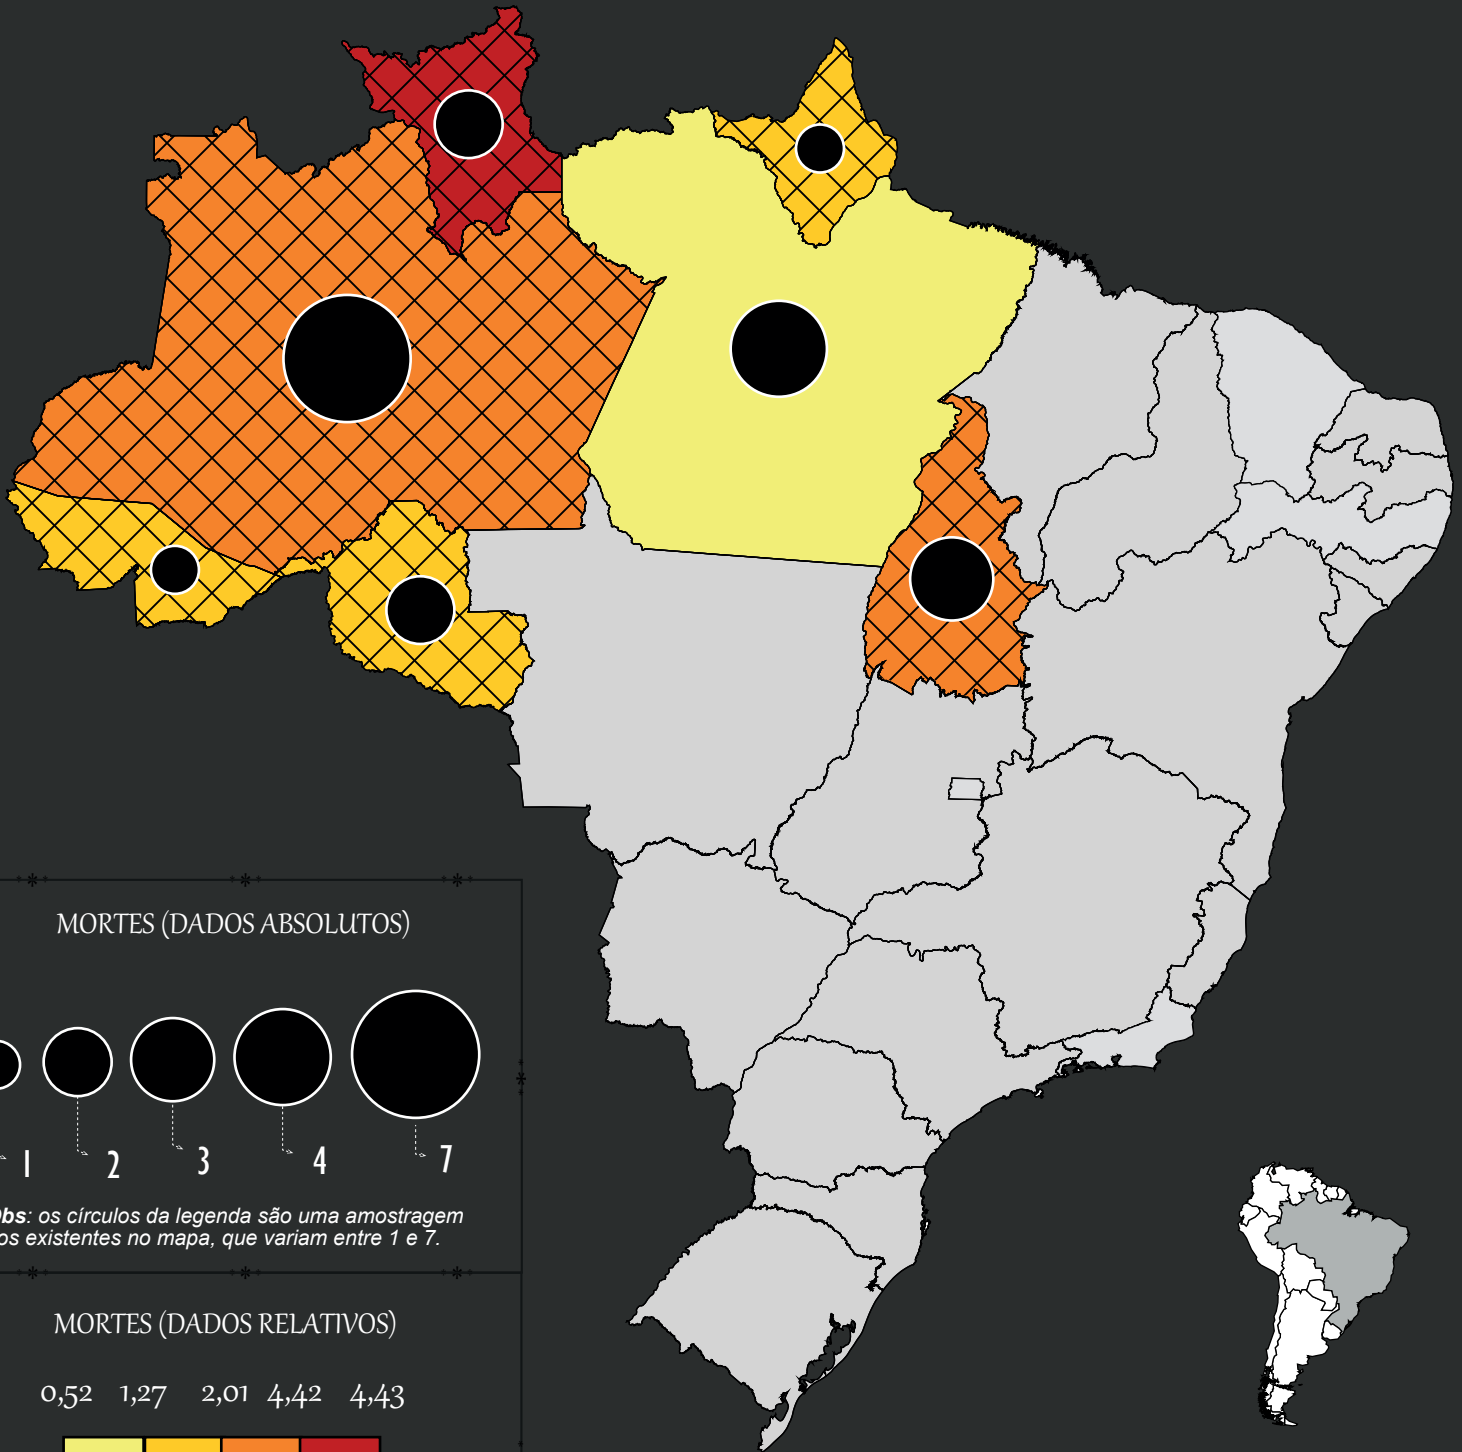 MORTES (DADOS ABSOLUTOS)
1 2 3 4 7
bs: os círculos da legenda são uma amostragem
os existentes no mapa, que variam entre 1 e 7.
MORTES (DADOS RELATIVOS)
0,52 1,27 2,01 4,42 4,43